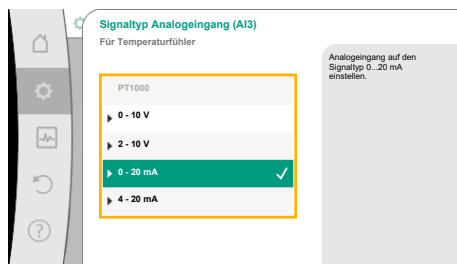 Signaltyp Analogeingang (AI3)
Für Temperaturfühler
PT1000
0 - 10 V
2 - 10 V
0 - 20 mA
4 - 20 mA
Analogeingang auf den
Signaltyp 0...20 mA
einstellen.
?